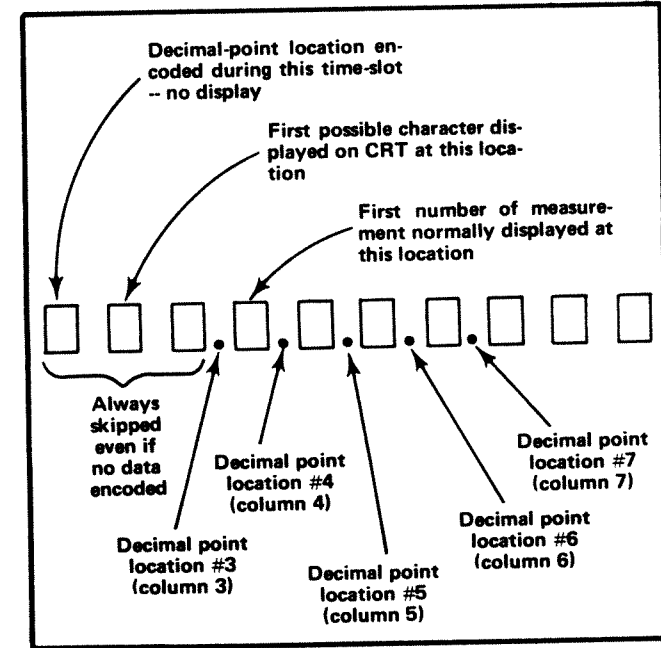 Decimal-point location en-
coded during this time-slot
-- no display
First possible character dis-
played on CRT at this loca-
tion
First number of measure-
ment normally displayed at
this location
Always
skipped
even if
no data
encoded
Decimal point
location #3
(column 3)
Decimal point
location #4
(column 4)
Decimal point
location #5
(column 5)
Decimal point
location #6
(column 6)
Decimal point
location #7
(column 7)